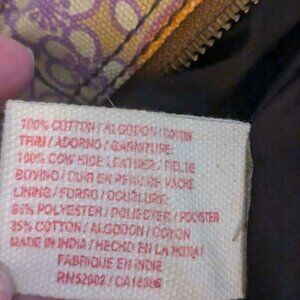 100% COTTON / ALGODON / COTON
TRIM / ADORNO / GARNITURE:
100% COW HIDE LEATHER / PIEL DE
BOVINO / CUIR EN PEAU DE VACHE
LINING / FORRO / DOUBLURE:
65% POLYESTER / POLIESTER / POLYESTER
35% COTTON / ALGODON / COTON
MADE IN INDIA / HECHO EN LA INDIA /
FABRIQUE EN INDE
RN52002 /